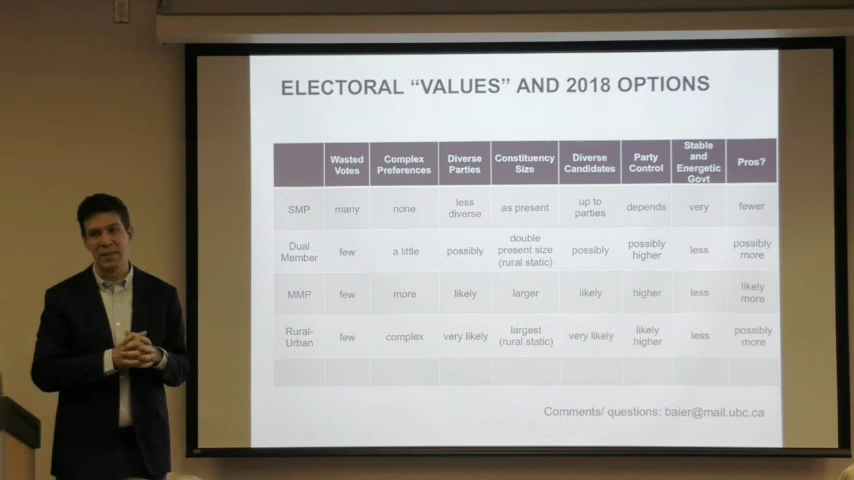 ELECTORAL “VALUES” AND 2018 OPTIONS
Wasted Votes | Complex Preferences | Diverse Parties | Constituency Size | Diverse Candidates | Party Control | Stable and Energetic Govt | Pros?
SMP | many | none | less diverse | as present | up to parties | depends | very | fewer
Dual Member | few | a little | possibly | double present size (rural static) | possibly | possibly higher | less | possibly more
MMP | few | more | likely | larger | likely | higher | less | likely more
Rural-Urban | few | complex | very likely | largest (rural static) | very likely | likely higher | less | possibly more
Comments/ questions: baier@mail.ubc.ca